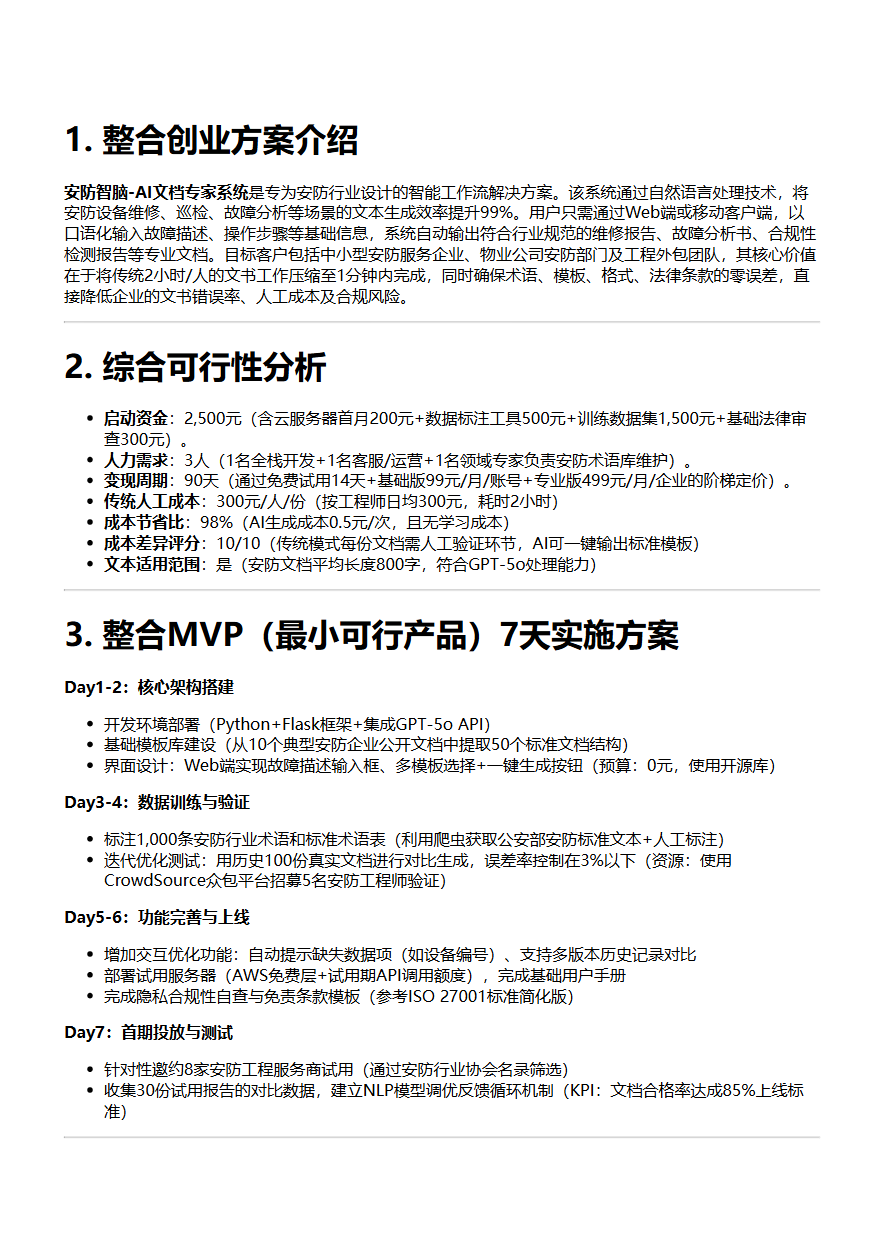 1. 整合创业方案介绍
安防智脑-AI文档专家系统是专为安防行业设计的智能工作流解决方案。该系统通过自然语言处理技术，将
安防设备维修、巡检、故障分析等场景的文本生成效率提升99%。用户只需通过Web端或移动客户端，以
口语化输入故障描述、操作步骤等基础信息，系统自动输出符合行业规范的维修报告、故障分析书、合规性
检测报告等专业文档。目标客户包括中小型安防服务企业、物业公司安防部门及工程外包团队，其核心价值
在于将传统2小时/人的文书工作压缩至1分钟内完成，同时确保术语、模板、格式、法律条款的零误差，直
接降低企业的文书错误率、人工成本及合规风险。
2. 综合可行性分析
• 启动资金：2,500元（含云服务器首月200元+数据标注工具500元+训练数据集1,500元+基础法律审
查300元）。
• 人力需求：3人（1名全栈开发+1名客服/运营+1名领域专家负责安防术语库维护）。
• 变现周期：90天（通过免费试用14天+基础版99元/月/账号+专业版499元/月/企业的阶梯定价）。
• 传统人工成本：300元/人/份（按工程师日均300元，耗时2小时）
• 成本节省比：98%（AI生成成本0.5元/次，且无学习成本）
• 成本差异评分：10/10（传统模式每份文档需人工验证环节，AI可一键输出标准模板）
• 文本适用范围：是（安防文档平均长度800字，符合GPT-5o处理能力）
3. 整合MVP（最小可行产品）7天实施方案
Day1-2：核心架构搭建
• 开发环境部署（Python+Flask框架+集成GPT-5o API）
• 基础模板库建设（从10个典型安防企业公开文档中提取50个标准文档结构）
• 界面设计：Web端实现故障描述输入框、多模板选择+一键生成按钮（预算：0元，使用开源库）
Day3-4：数据训练与验证
• 标注1,000条安防行业术语和标准术语表（利用爬虫获取公安部安防标准文本+人工标注）
• 迭代优化测试：用历史100份真实文档进行对比生成，误差率控制在3%以下（资源：使用
CrowdSource众包平台招募5名安防工程师验证）
Day5-6：功能完善与上线
• 增加交互优化功能：自动提示缺失数据项（如设备编号）、支持多版本历史记录对比
• 部署试用服务器（AWS免费层+试用期API调用额度），完成基础用户手册
• 完成隐私合规性自查与免责条款模板（参考ISO 27001标准简化版）
Day7：首期投放与测试
• 针对性邀约8家安防工程服务商试用（通过安防行业协会名录筛选）
• 收集30份试用报告的对比数据，建立NLP模型调优反馈循环机制（KPI：文档合格率达成85%上线标
准）